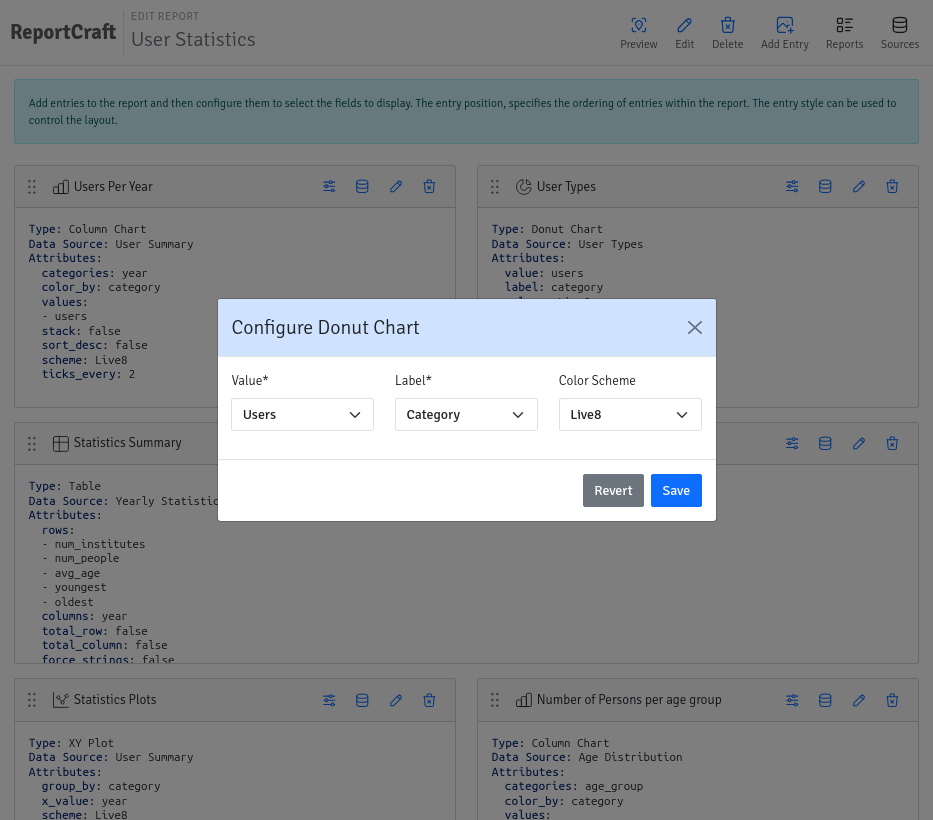 ReportCraft
EDIT REPORT
User Statistics
Preview
Edit
Delete
Add Entry
Reports
Sources
Add entries to the report and then configure them to select the fields to display. The entry position, specifies the ordering of entries within the report. The entry style can be used to
control the layout.
Users Per Year
Type: Column Chart
Data Source: User Summary
Attributes:
categories: year
color_by: category
values:
- users
stack: false
sort_desc: false
scheme: Live8
ticks_every: 2
User Types
Type: Donut Chart
Data Source: User Types
Attributes:
value: users
label: category
Configure Donut Chart
Value*
Label*
Color Scheme
Users
Category
Live8
Revert
Save
Statistics Summary
Type: Table
Data Source: Yearly Statistic
Attributes:
rows:
- num_institutes
- num_people
- avg_age
- youngest
- oldest
columns: year
total_row: false
total_column: false
force_strings: false
Statistics Plots
Type: XY Plot
Data Source: User Summary
Attributes:
group_by: category
x_value: year
scheme: Live8
Number of Persons per age group
Type: Column Chart
Data Source: Age Distribution
Attributes:
categories: age_group
color_by: category
values: